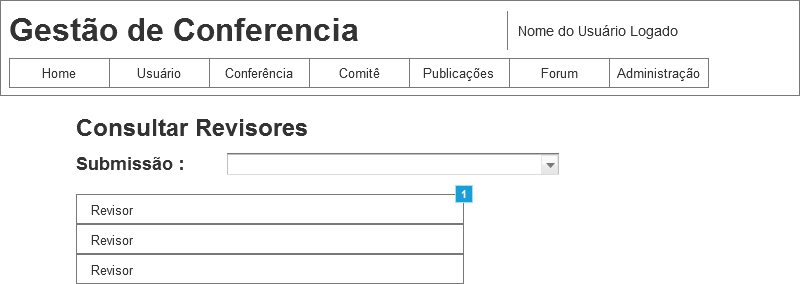 Gestão de Conferencia
Nome do Usuário Logado
Home Usuário Conferência Comitê Publicações Forum Administração
Consultar Revisores
Submissão :
1
Revisor
Revisor
Revisor